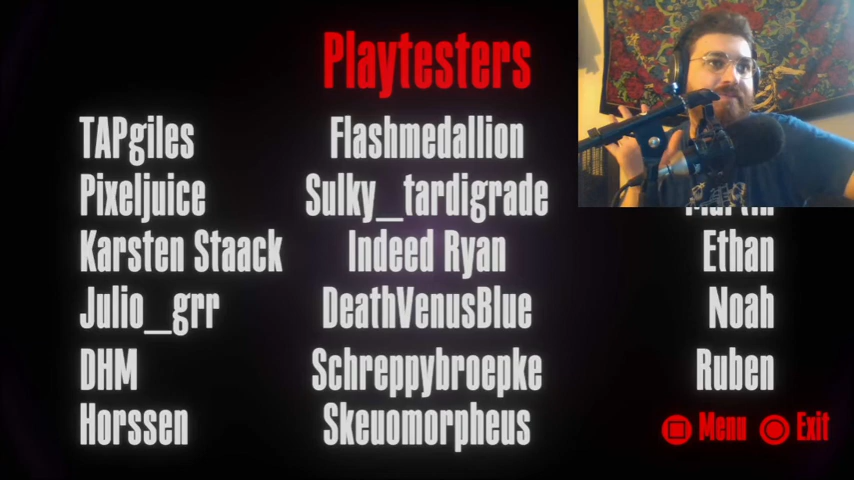 Playtesters
TAPgiles Flashmedallion
Pixeljuice Sulky_tardigrade
Karsten Staack Indeed Ryan Ethan
Julio_grr DeathVenusBlue Noah
DHM Schreppybroepke Ruben
Horssen Skeuomorpheus
Menu Exit